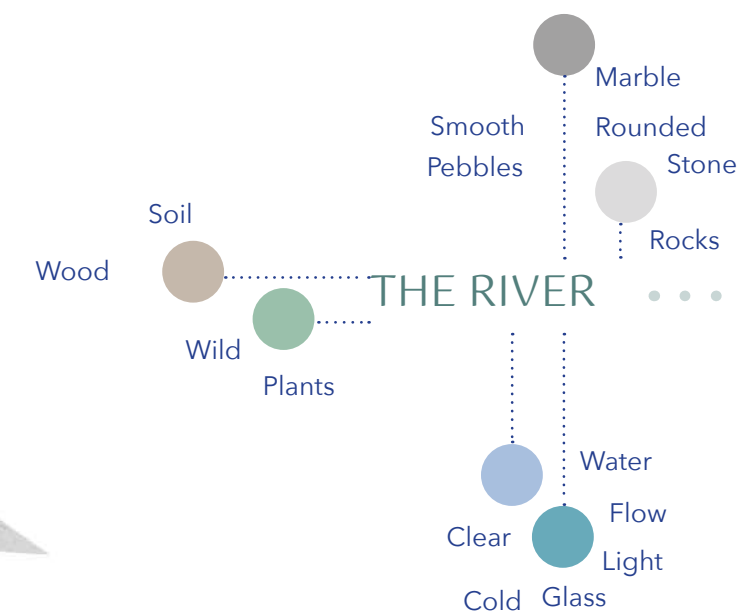 Marble
Smooth
Rounded
Pebbles
Stone
Soil
Rocks
Wood
THE RIVER
Wild
Plants
Water
Flow
Clear
Light
Cold
Glass